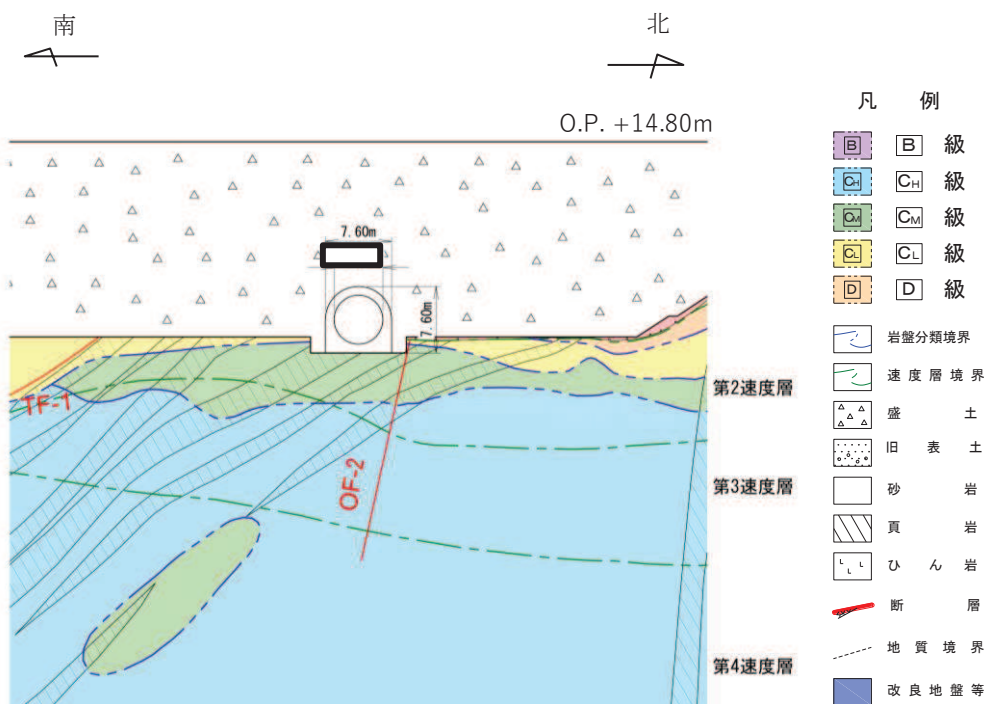 南
北
O.P. +14.80m
7.60m
7.60m
TF-1
OF-2
第2速度層
第3速度層
第4速度層
凡 例
B B 級
CH CH 級
CM CM 級
CL CL 級
D D 級
岩盤分類境界
速度層境界
盛土
旧表土
砂岩
頁岩
ひん岩
断層
地質境界
改良地盤等